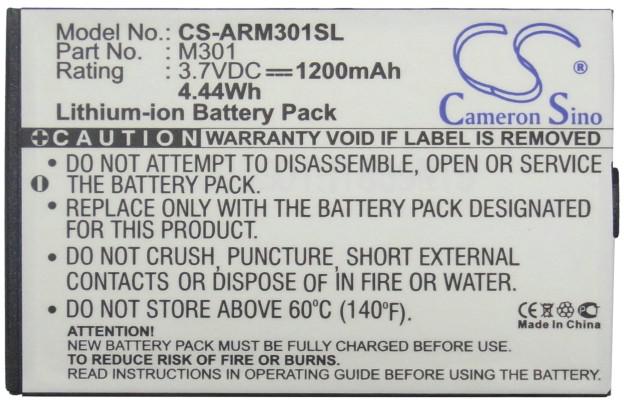 Model No.: CS-ARM301SL
Part No.: M301
Rating : 3.7VDC 1200mAh
4.44Wh
Lithium-ion Battery Pack
CS ®
Cameron Sino
CAUTION WARRANTY VOID IF LABEL IS REMOVED
• DO NOT ATTEMPT TO DISASSEMBLE, OPEN OR SERVICE
THE BATTERY PACK.
• REPLACE ONLY WITH THE BATTERY PACK DESIGNATED
FOR THIS PRODUCT.
• DO NOT CRUSH, PUNCTURE, SHORT EXTERNAL
CONTACTS OR DISPOSE OF IN FIRE OR WATER.
• DO NOT STORE ABOVE 60°C (140°F).
CE PC
Made in China
ATTENTION!
NEW BATTERY PACK MUST BE FULLY CHARGED BEFORE USE.
TO REDUCE RISK OF FIRE OR BURNS.
PLEASE READ OPERATING GUIDE BEFORE USING BATTERY.